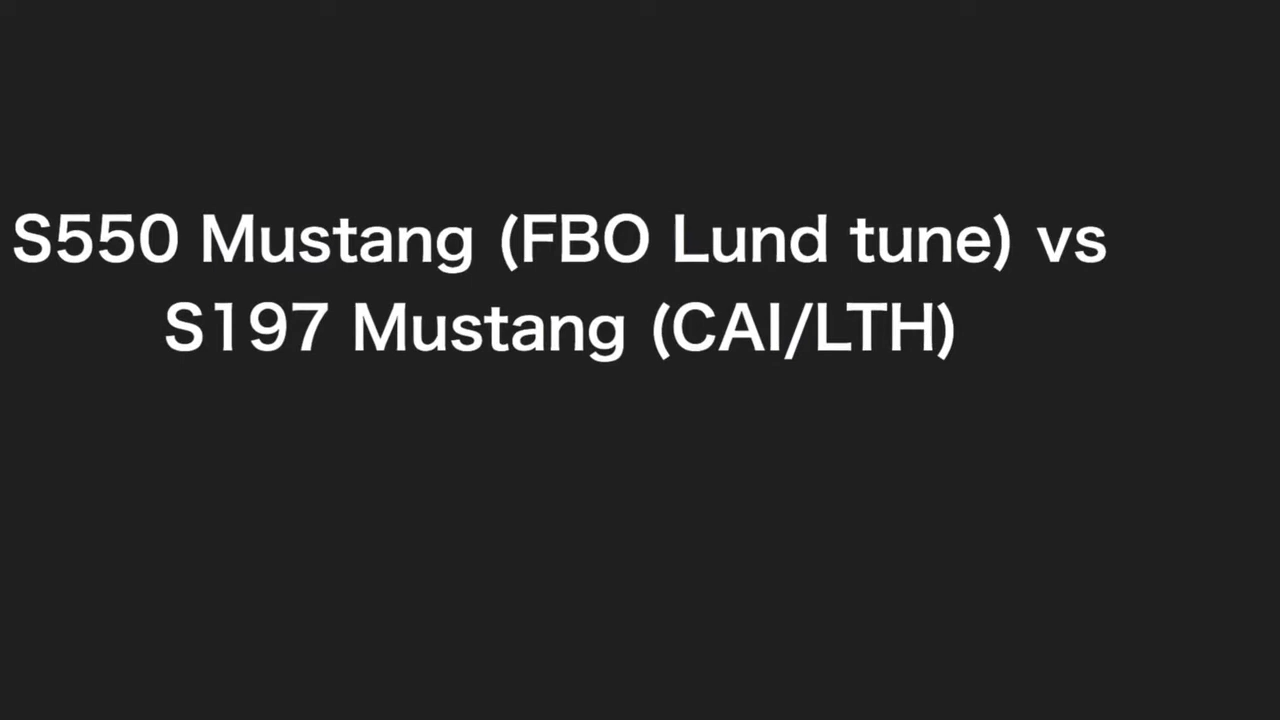 S550 Mustang (FBO Lund tune) vs
S197 Mustang (CAI/LTH)